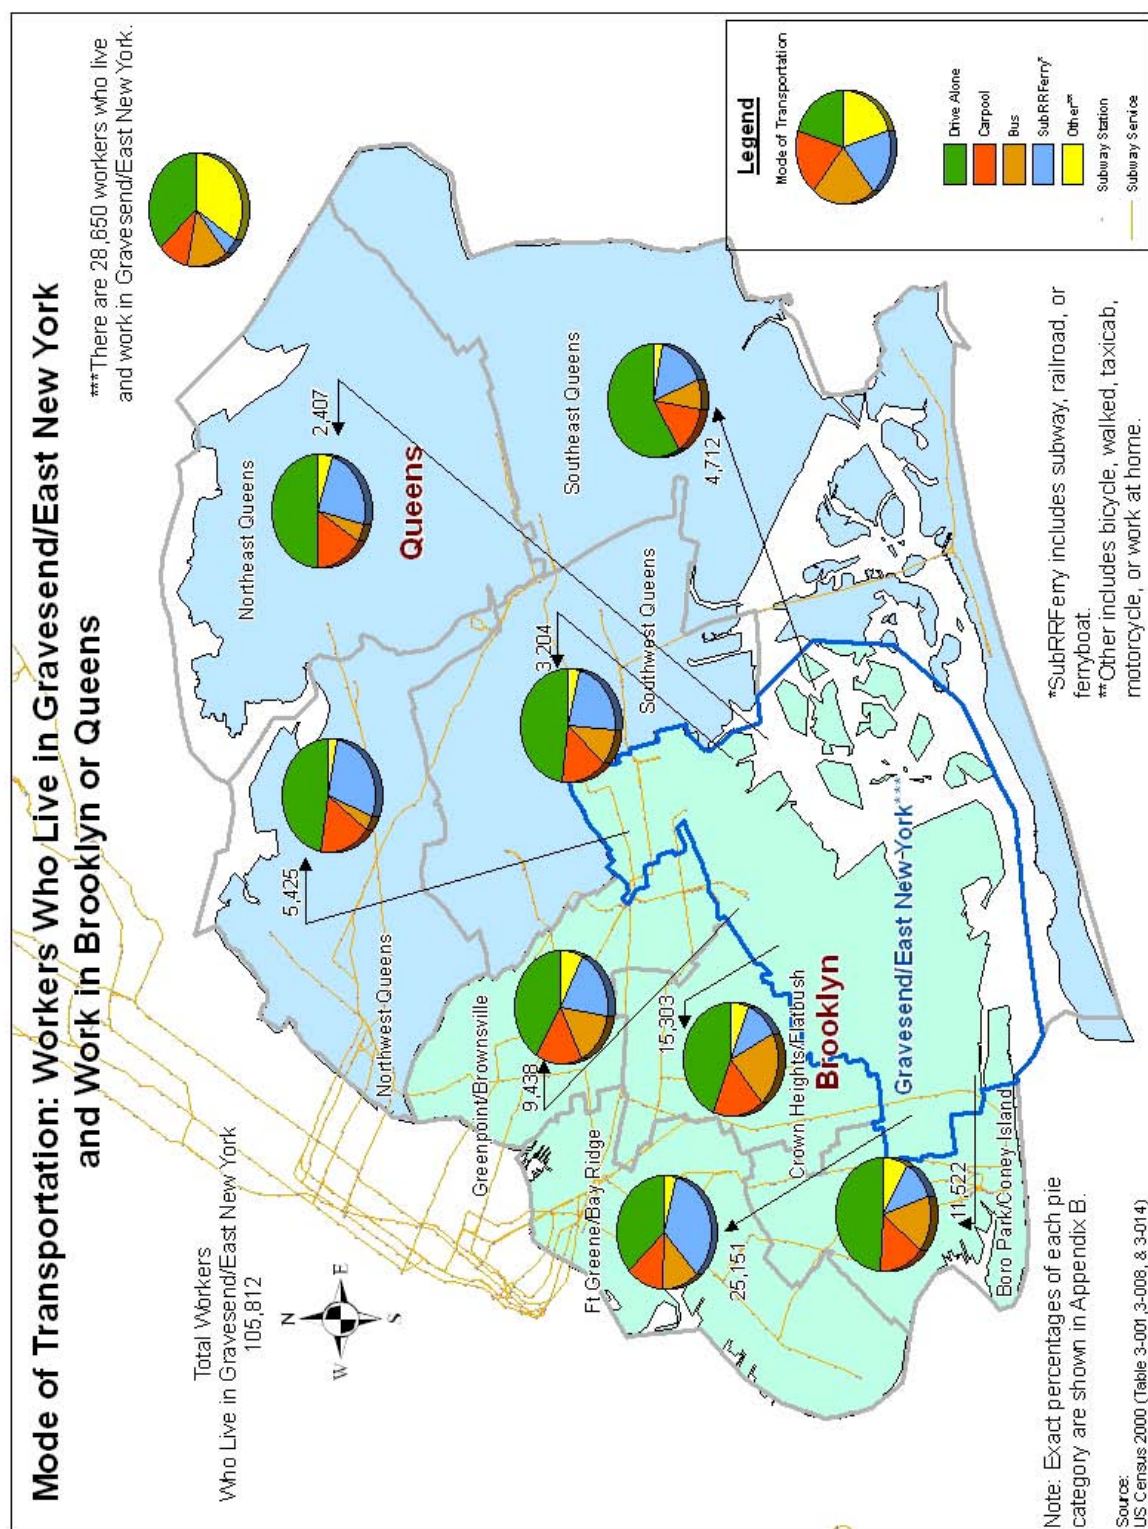 Mode of Transportation: Workers Who Live in Gravesend/East New York
and Work in Brooklyn or Queens
***There are 28,650 workers who live
and work in Gravesend/East New York.
Total Workers
Who Live in Gravesend/East New York
105,812
N
W
E
S
Northeast Queens
2,407
Queens
5,425
Northwest Queens
Southeast Queens
4,712
3,204
Southwest Queens
Greenpoint/Brownsville
9,438
15,303
Crown Heights/Flatbush
Brooklyn
Ft Greene/Bay Ridge
25,151
Gravesend/East New York***
11,522
Boro Park/Coney Island
Legend
Mode of Transportation
Drive Alone
Carpool
Bus
SubRRFerry*
Other**
Subway Station
Subway Service
Note: Exact percentages of each pie
category are shown in Appendix B.
*SubRRFerry includes subway, railroad, or
ferryboat.
**Other includes bicycle, walked, taxicab,
motorcycle, or work at home.
Source:
US Census 2000 (Table 3-001,3-008, & 3-014)